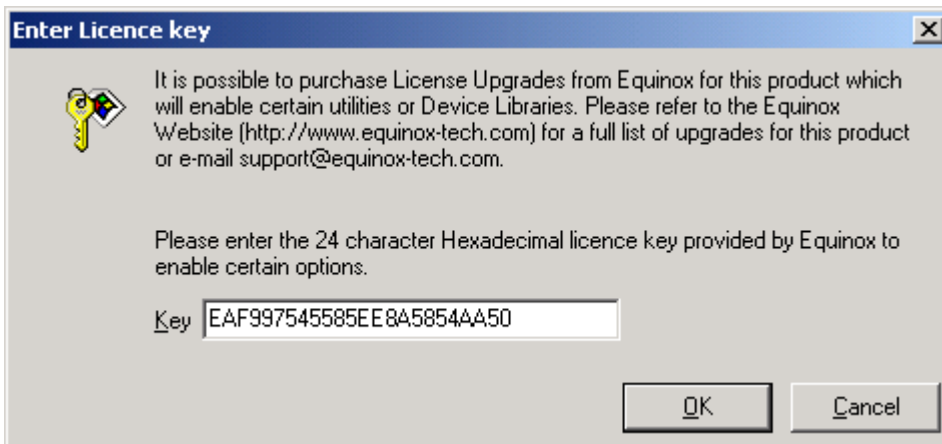 Enter Licence key
It is possible to purchase License Upgrades from Equinox for this product which
will enable certain utilities or Device Libraries. Please refer to the Equinox
Website (http://www.equinox-tech.com) for a full list of upgrades for this product
or e-mail support@equinox-tech.com.
Please enter the 24 character Hexadecimal licence key provided by Equinox to
enable certain options.
Key EAF997545585EE8A5854AA50
OK Cancel